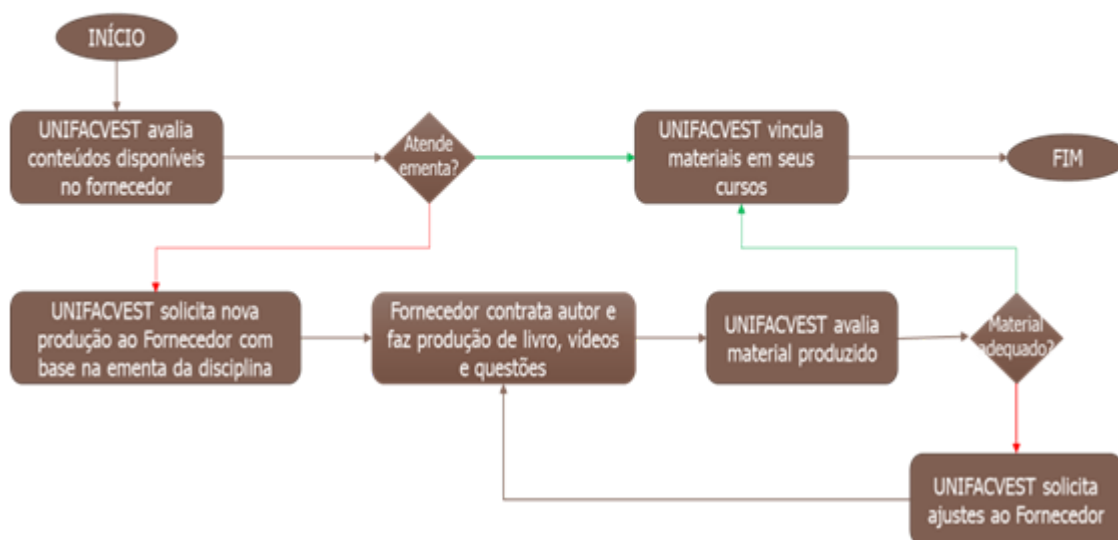 INÍCIO
UNIFACVEST avalia
conteúdos disponíveis
no fornecedor
Atende
ementa?
UNIFACVEST vincula
materiais em seus
cursos
FIM
UNIFACVEST solicita nova
produção ao Fornecedor com
base na ementa da disciplina
Fornecedor contrata autor e
faz produção de livro, vídeos
e questões
UNIFACVEST avalia
material produzido
Material
adequado?
UNIFACVEST solicita
ajustes ao Fornecedor